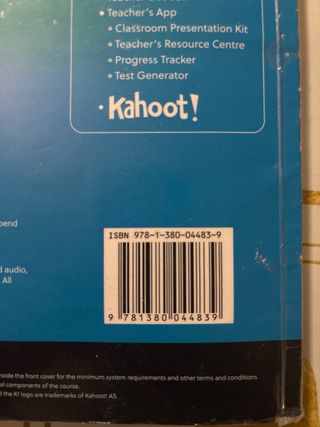 • Teacher's App
◦ Classroom Presentation Kit
◦ Teacher's Resource Centre
◦ Progress Tracker
◦ Test Generator
• Kahoot!
pend
d audio,
All
ISBN 978-1-380-04483-9
9 781380 044839
nside the front cover for the minimum system requirements and other terms and conditions
al components of the course.
d the K! logo are trademarks of Kahoot! AS